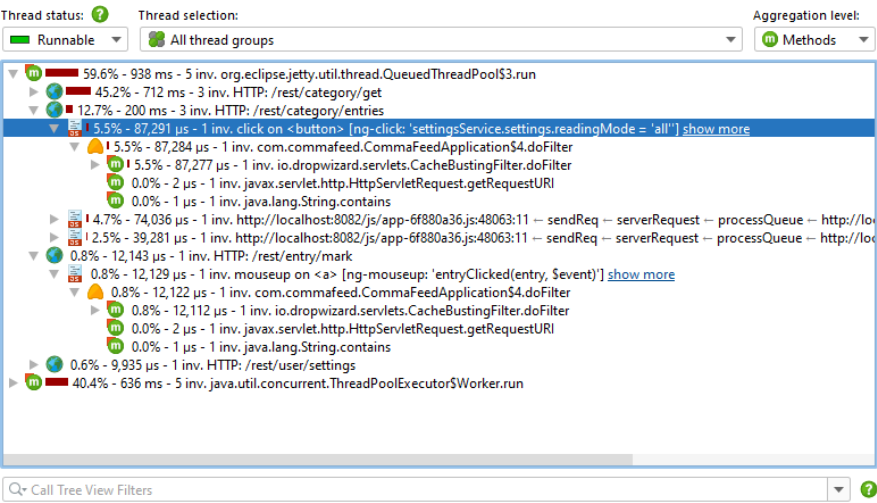 Thread status:
Thread selection:
Aggregation level:
Runnable
All thread groups
Methods
59.6% - 938 ms - 5 inv. org.eclipse.jetty.util.thread.QueuedThreadPool$3.run
45.2% - 712 ms - 3 inv. HTTP: /rest/category/get
12.7% - 200 ms - 3 inv. HTTP: /rest/category/entries
5.5% - 87,291 µs - 1 inv. click on <button> [ng-click: 'settingsService.settings.readingMode = 'all''] show more
5.5% - 87,284 µs - 1 inv. com.commafeed.CommaFeedApplication$4.doFilter
5.5% - 87,277 µs - 1 inv. io.dropwizard.servlets.CacheBustingFilter.doFilter
0.0% - 2 µs - 1 inv. javax.servlet.http.HttpServletRequest.getRequestURI
0.0% - 1 µs - 1 inv. java.lang.String.contains
4.7% - 74,036 µs - 1 inv. http://localhost:8082/js/app-6f880a36.js:48063:11 ← sendReq ← serverRequest ← processQueue ← http://loc
2.5% - 39,281 µs - 1 inv. http://localhost:8082/js/app-6f880a36.js:48063:11 ← sendReq ← serverRequest ← processQueue ← http://loc
0.8% - 12,143 µs - 1 inv. HTTP: /rest/entry/mark
0.8% - 12,129 µs - 1 inv. mouseup on <a> [ng-mouseup: 'entryClicked(entry, $event)'] show more
0.8% - 12,122 µs - 1 inv. com.commafeed.CommaFeedApplication$4.doFilter
0.8% - 12,112 µs - 1 inv. io.dropwizard.servlets.CacheBustingFilter.doFilter
0.0% - 2 µs - 1 inv. javax.servlet.http.HttpServletRequest.getRequestURI
0.0% - 1 µs - 1 inv. java.lang.String.contains
0.6% - 9,935 µs - 1 inv. HTTP: /rest/user/settings
40.4% - 636 ms - 5 inv. java.util.concurrent.ThreadPoolExecutor$Worker.run
Call Tree View Filters